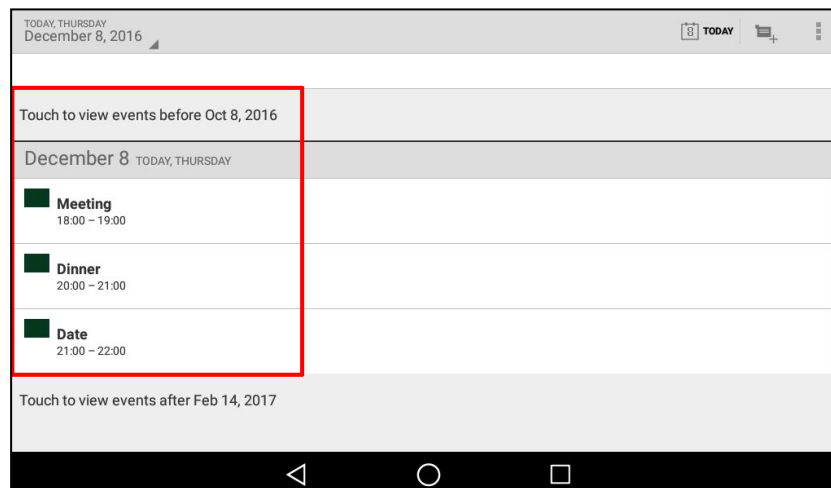 TODAY, THURSDAY
December 8, 2016
8 TODAY
Touch to view events before Oct 8, 2016
December 8 TODAY, THURSDAY
Meeting
18:00 – 19:00
Dinner
20:00 – 21:00
Date
21:00 – 22:00
Touch to view events after Feb 14, 2017